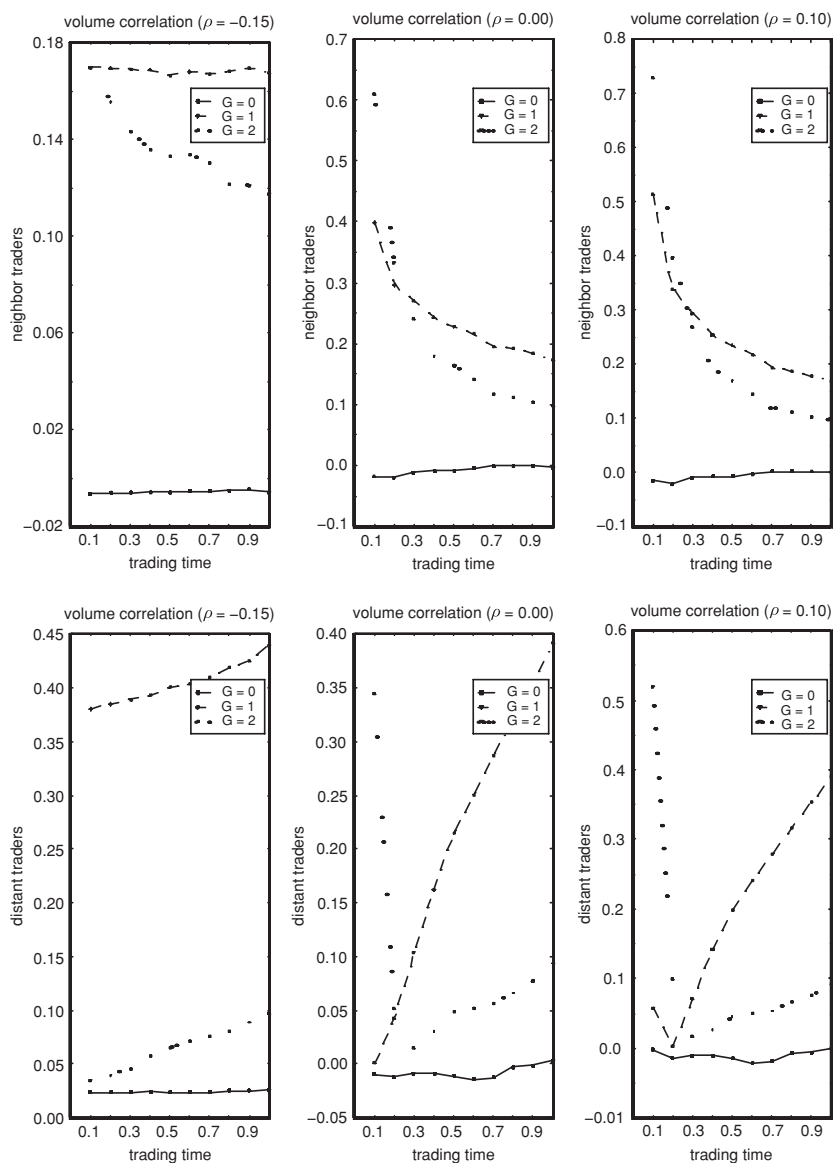 volume correlation (ρ = −0.15)
0.18
0.14
0.10
0.06
0.02
−0.02
neighbor traders
G = 0
G = 1
G = 2
0.1 0.3 0.5 0.7 0.9
trading time
volume correlation (ρ = 0.00)
0.7
0.6
0.5
0.4
0.3
0.2
0.1
0.0
−0.1
neighbor traders
G = 0
G = 1
G = 2
0.1 0.3 0.5 0.7 0.9
trading time
volume correlation (ρ = 0.10)
0.8
0.7
0.6
0.5
0.4
0.3
0.2
0.1
0.0
−0.1
neighbor traders
G = 0
G = 1
G = 2
0.1 0.3 0.5 0.7 0.9
trading time
volume correlation (ρ = −0.15)
0.45
0.40
0.35
0.30
0.25
0.20
0.15
0.10
0.05
0.00
distant traders
G = 0
G = 1
G = 2
0.1 0.3 0.5 0.7 0.9
trading time
volume correlation (ρ = 0.00)
0.40
0.35
0.30
0.25
0.20
0.15
0.10
0.05
0.00
−0.05
distant traders
G = 0
G = 1
G = 2
0.1 0.3 0.5 0.7 0.9
trading time
volume correlation (ρ = 0.10)
0.6
0.5
0.4
0.3
0.2
0.1
0.0
−0.01
distant traders
G = 0
G = 1
G = 2
0.1 0.3 0.5 0.7 0.9
trading time